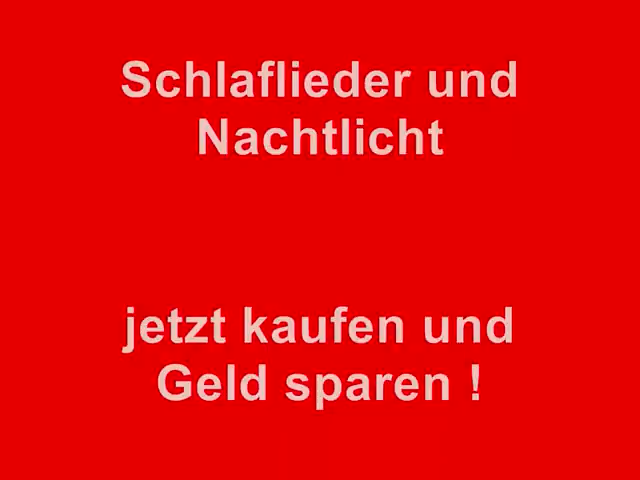 Schlaflieder und
Nachtlicht
jetzt kaufen und
Geld sparen !